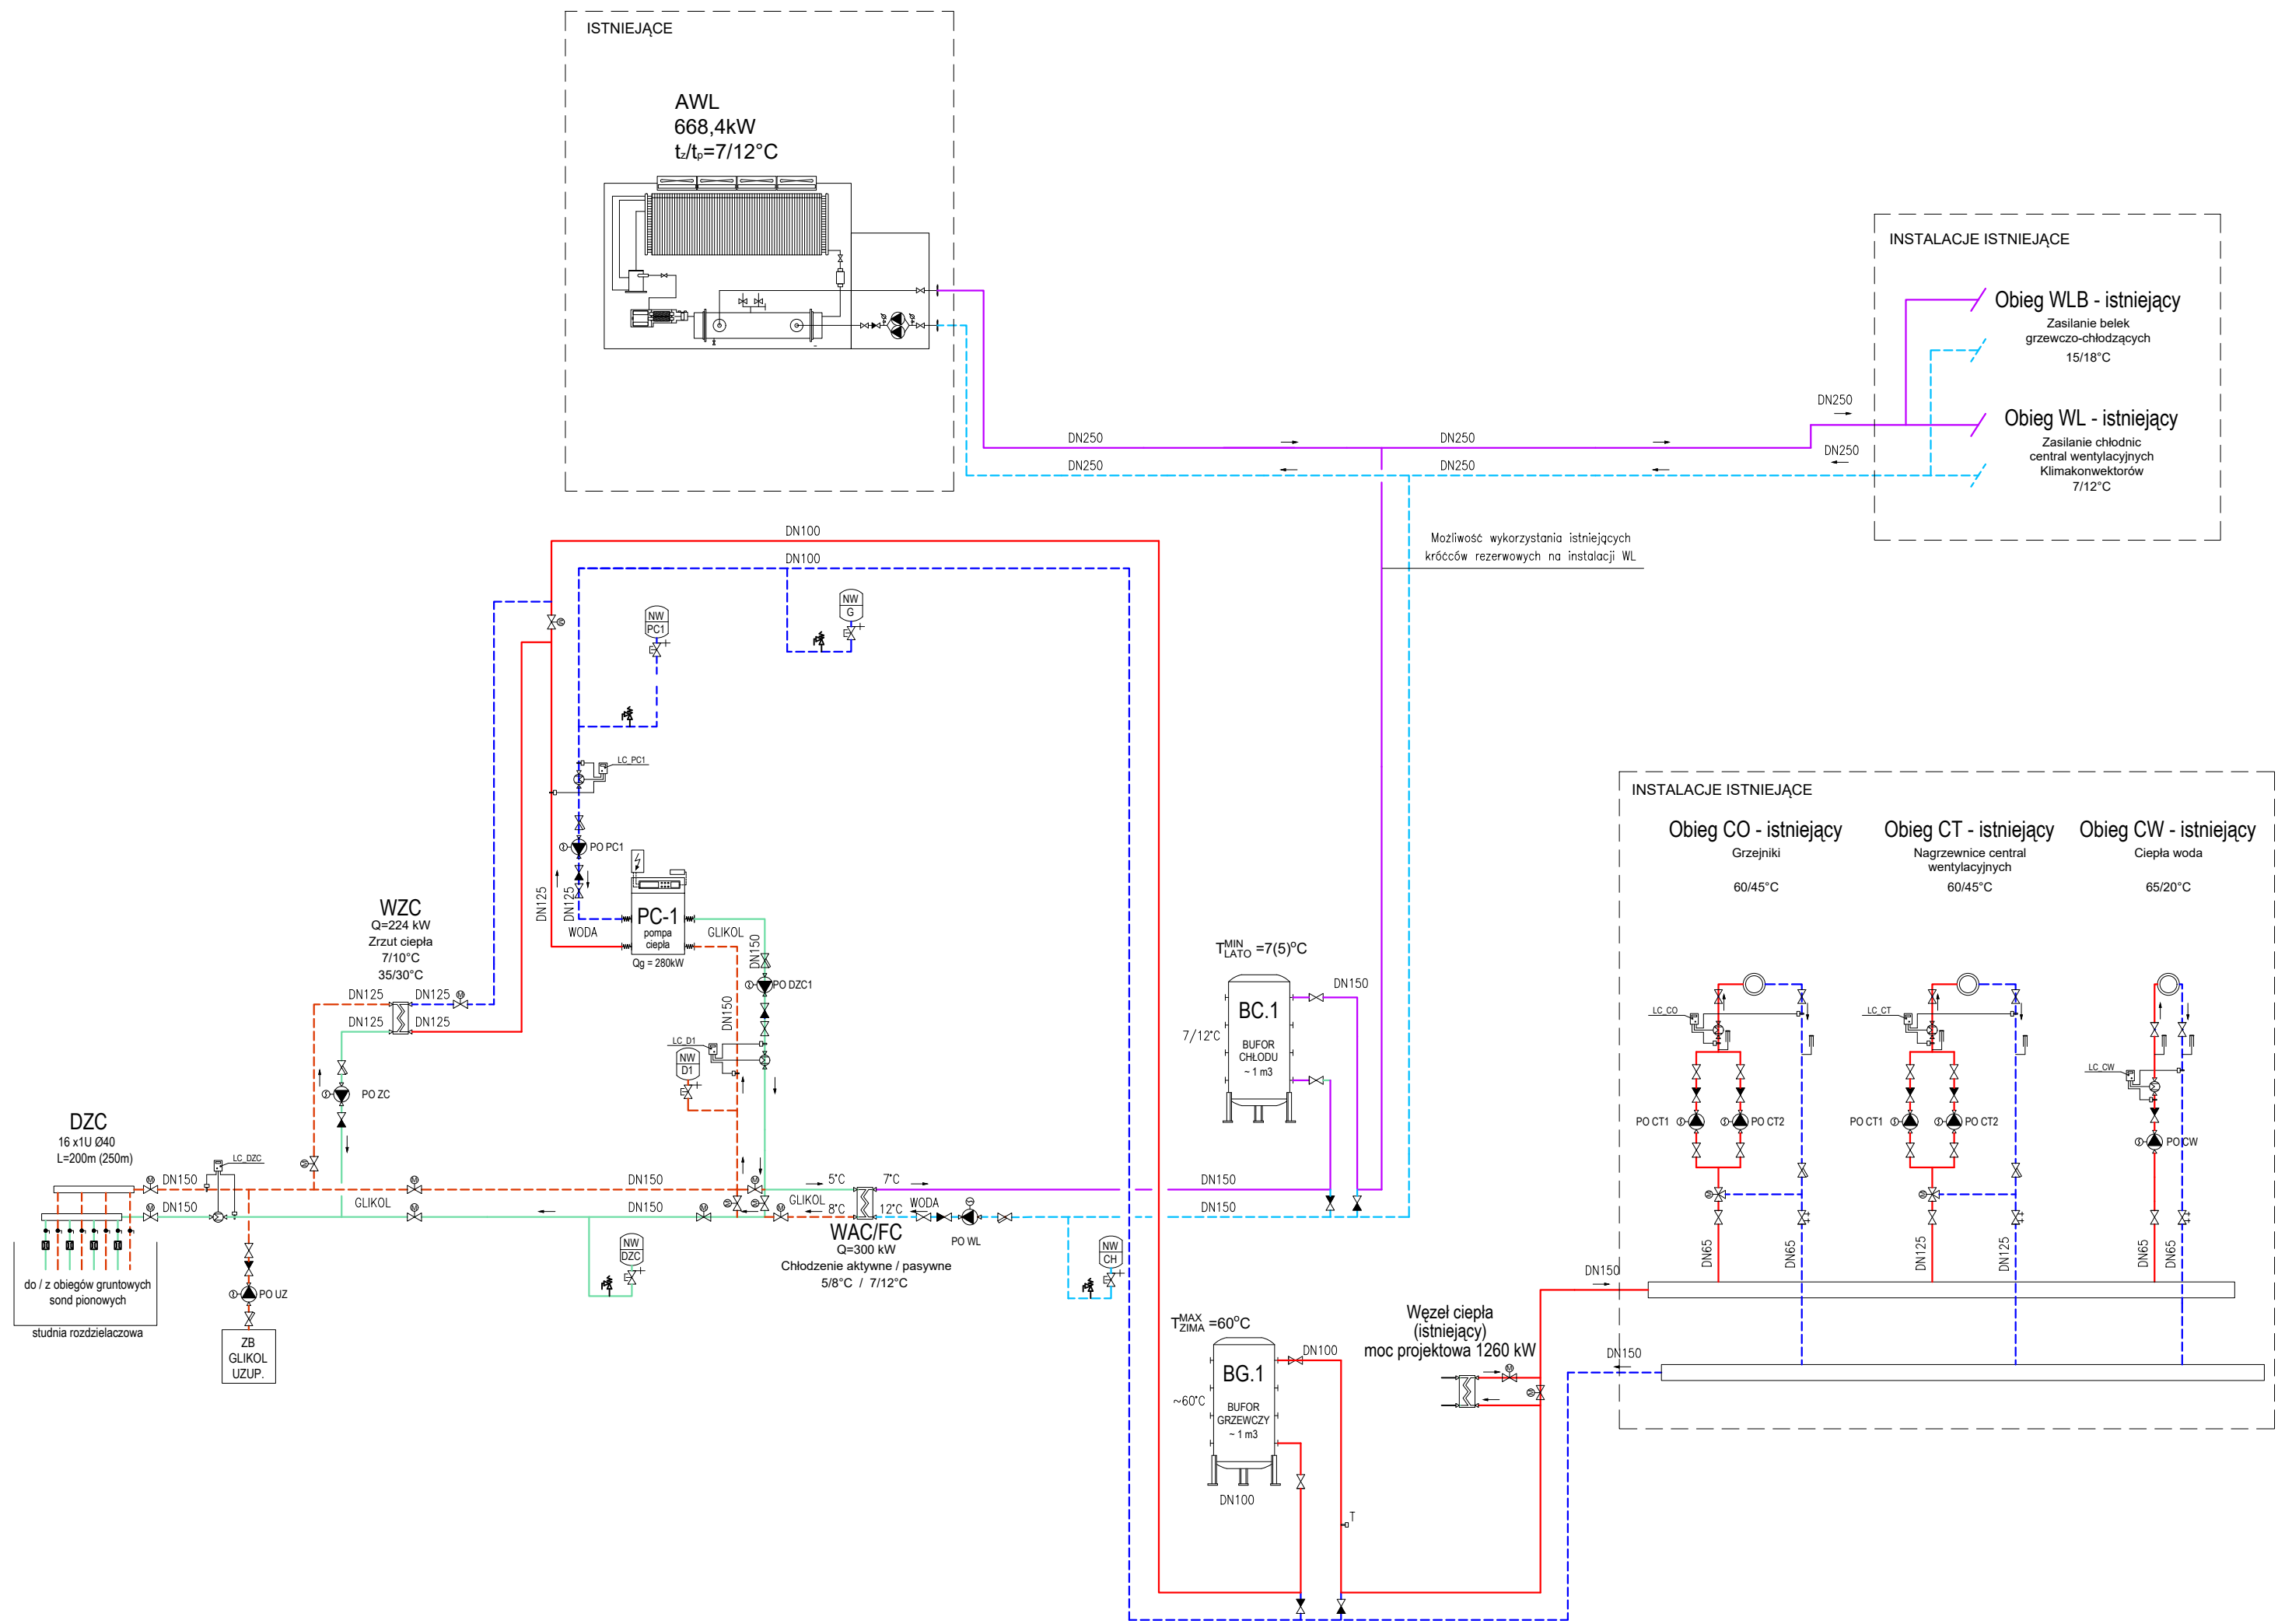 ISTNIEJĄCE
AWL
668,4kW
tz/tp=7/12°C
INSTALACJE ISTNIEJĄCE
Obieg WLB - istniejący
Zasilanie belek
grzewczo-chłodzących
15/18°C
Obieg WL - istniejący
Zasilanie chłodnic
central wentylacyjnych
Klimakonwektorów
7/12°C
DN250
DN250
DN250
DN250
DN250
DN250
Możliwość wykorzystania istniejących
króćców rezerwowych na instalacji WL
DN100
DN100
NW
PC1
NW
G
LC_PC1
PO PC1
DN125
DN125
WODA
PC-1
pompa
ciepła
Qg = 280kW
GLIKOL
DN150
PO DZC1
DN150
LC_D1
NW
D1
WZC
Q=224 kW
Zrzut ciepła
7/10°C
35/30°C
DN125
DN125
M
DN125
DN125
PO ZC
DZC
16 x1U Ø40
L=200m (250m)
LC_DZC
M
DN150
M
DN150
M
GLIKOL
M
DN150
DN150
M
GLIKOL
do / z obiegów gruntowych
sond pionowych
studnia rozdzielaczowa
PO UZ
ZB
GLIKOL
UZUP.
NW
DZC
5°C
7°C
8°C
12°C
WODA
WAC/FC
Q=300 kW
Chłodzenie aktywne / pasywne
5/8°C / 7/12°C
PO WL
NW
CH
DN150
DN150
T MIN LATO =7(5)°C
DN150
7/12°C
BC.1
BUFOR
CHŁODU
~ 1 m3
T MAX ZIMA =60°C
DN100
~60°C
BG.1
BUFOR
GRZEWCZY
~ 1 m3
DN100
T
Węzeł ciepła
(istniejący)
moc projektowa 1260 kW
M
DN150
DN150
INSTALACJE ISTNIEJĄCE
Obieg CO - istniejący
Grzejniki
60/45°C
Obieg CT - istniejący
Nagrzewnice central
wentylacyjnych
60/45°C
Obieg CW - istniejący
Ciepła woda
65/20°C
LC_CO
LC_CT
LC_CW
PO CT1
PO CT2
PO CT1
PO CT2
PO CW
DN65
DN65
DN125
DN125
DN65
DN65